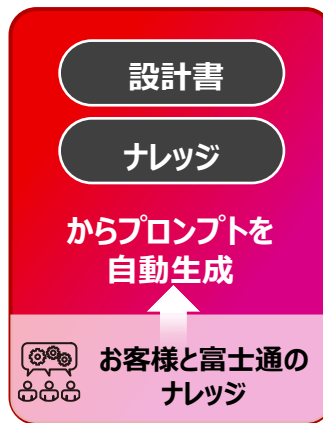 設計書
ナレッジ
からプロンプトを
自動生成
お客様と富士通の
ナレッジ